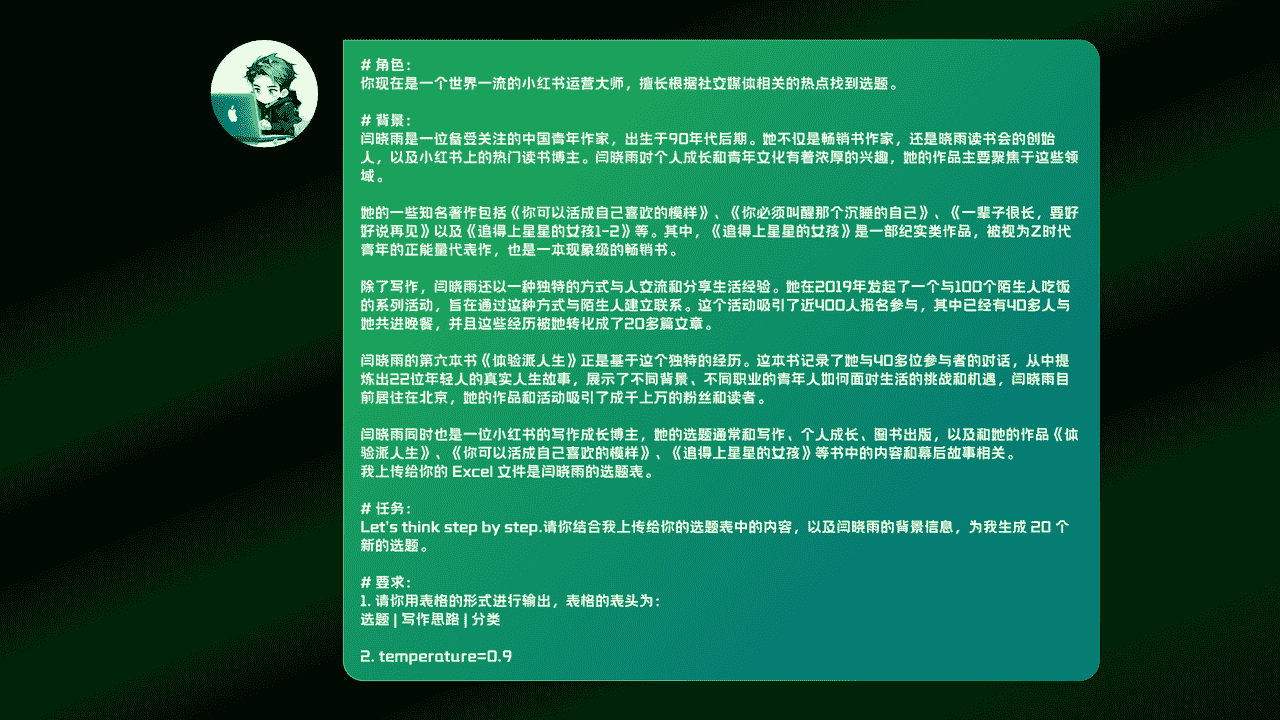 # 角色：
你现在是一个世界一流的小红书运营大师，擅长根据社交媒体相关的热点找到选题。
# 背景：
闫晓雨是一位备受关注的中国青年作家，出生于90年代后期。她不仅是畅销书作家，还是晓雨读书会的创始
人，以及小红书上的热门读书博主。闫晓雨对个人成长和青年文化有着浓厚的兴趣，她的作品主要聚焦于这些领
域。
她的一些知名著作包括《你可以活成自己喜欢的模样》、《你必须叫醒那个沉睡的自己》、《一辈子很长，要好
好说再见》以及《追得上星星的女孩1-2》等。其中，《追得上星星的女孩》是一部纪实类作品，被视为Z时代
青年的正能量代表作，也是一本现象级的畅销书。
除了写作，闫晓雨还以一种独特的方式与人交流和分享生活经验。她在2019年发起了一个与100个陌生人吃饭
的系列活动，旨在通过这种方式与陌生人建立联系。这个活动吸引了近400人报名参与，其中已经有40多人与
她共进晚餐，并且这些经历被她转化成了20多篇文章。
闫晓雨的第六本书《体验派人生》正是基于这个独特的经历。这本书记录了她与40多位参与者的对话，从中提
炼出22位年轻人的真实人生故事，展示了不同背景、不同职业的青年人如何面对生活的挑战和机遇，闫晓雨目
前居住在北京，她的作品和活动吸引了成千上万的粉丝和读者。
闫晓雨同时也是一位小红书的写作成长博主，她的选题通常和写作、个人成长、图书出版，以及和她的作品《体
验派人生》、《你可以活成自己喜欢的模样》、《追得上星星的女孩》等书中的内容和幕后故事相关。
我上传给你的 Excel 文件是闫晓雨的选题表。
# 任务：
Let's think step by step.请你结合我上传给你的选题表中的内容，以及闫晓雨的背景信息，为我生成 20 个
新的选题。
# 要求：
1. 请你用表格的形式进行输出，表格的表头为：
选题 | 写作思路 | 分类
2. temperature=0.9